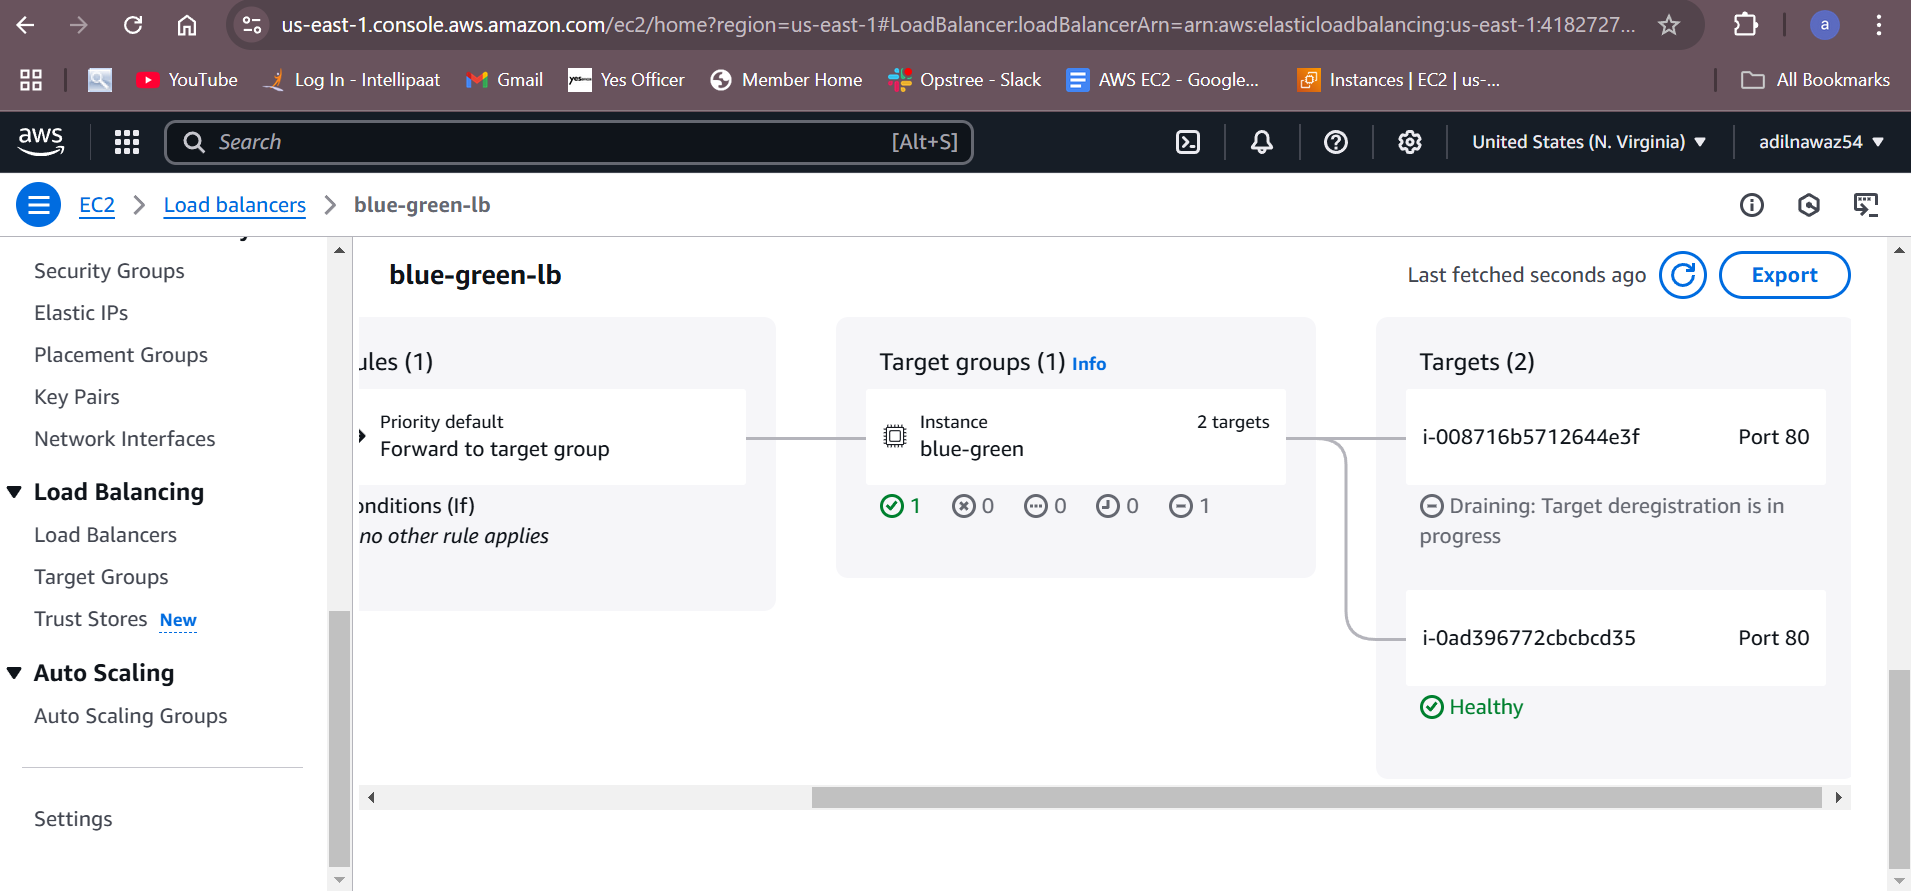 us-east-1.console.aws.amazon.com/ec2/home?region=us-east-1#LoadBalancer:loadBalancerArn=arn:aws:elasticloadbalancing:us-east-1:4182727...
a
YouTube
Log In - Intellipaat
Gmail
Yes Officer
Member Home
Opstree - Slack
AWS EC2 - Google...
Instances | EC2 | us-...
All Bookmarks
aws
Search
[Alt+S]
United States (N. Virginia)
adilnawaz54
EC2
Load balancers
blue-green-lb
Security Groups
Elastic IPs
Placement Groups
Key Pairs
Network Interfaces
Load Balancing
Load Balancers
Target Groups
Trust Stores New
Auto Scaling
Auto Scaling Groups
Settings
blue-green-lb
Last fetched seconds ago
Export
ules (1)
Priority default
Forward to target group
onditions (If)
no other rule applies
Target groups (1) Info
Instance
2 targets
blue-green
1 0 0 0 1
Targets (2)
i-008716b5712644e3f Port 80
Draining: Target deregistration is in
progress
i-0ad396772cbcbcd35 Port 80
Healthy